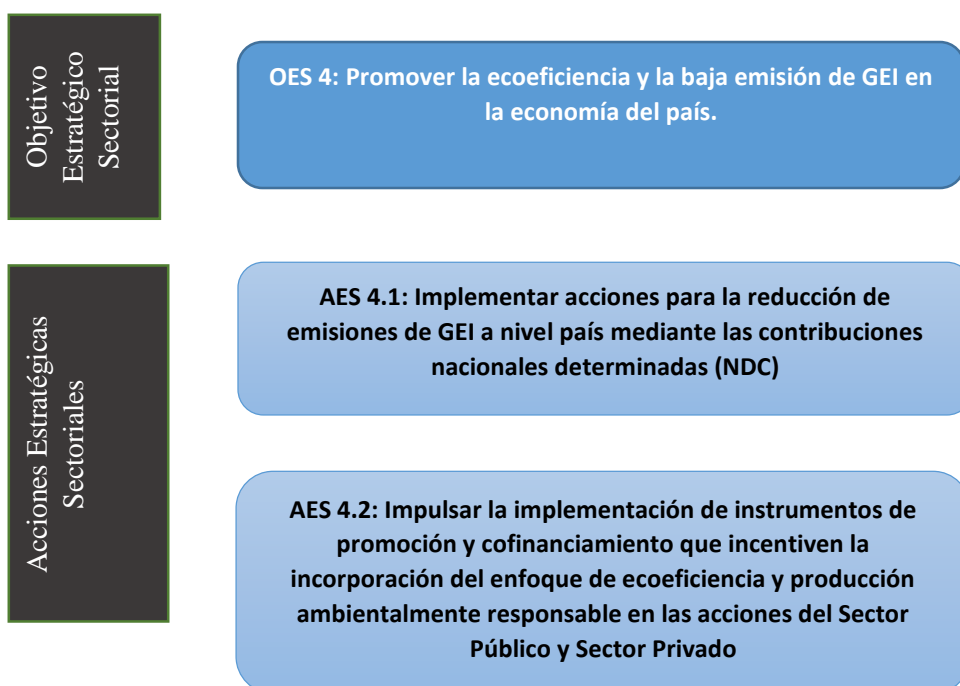 Objetivo
Estratégico
Sectorial
OES 4: Promover la ecoeficiencia y la baja emisión de GEI en
la economía del país.
Acciones Estratégicas
Sectoriales
AES 4.1: Implementar acciones para la reducción de
emisiones de GEI a nivel país mediante las contribuciones
nacionales determinadas (NDC)
AES 4.2: Impulsar la implementación de instrumentos de
promoción y cofinanciamiento que incentiven la
incorporación del enfoque de ecoeficiencia y producción
ambientalmente responsable en las acciones del Sector
Público y Sector Privado